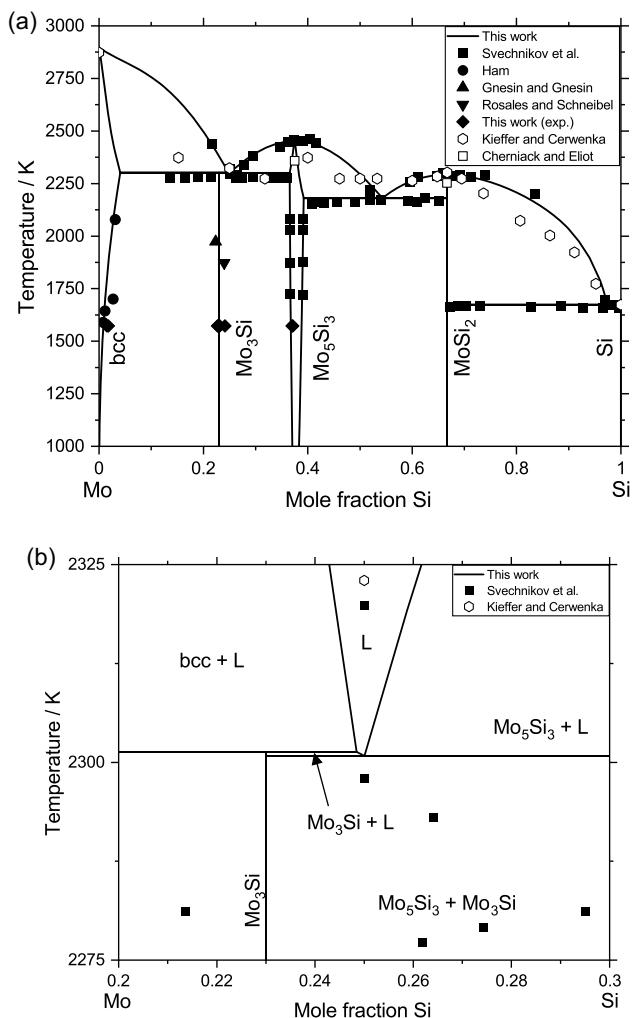 (a)
3000
2750
2500
2250
2000
1750
1500
1250
1000
Temperature / K
This work
Svechnikov et al.
Ham
Gnesin and Gnesin
Rosales and Schneibel
This work (exp.)
Kieffer and Cerwenka
Cherniack and Eliot
bcc
Mo₃Si
Mo₅Si₃
MoSi₂
Si
0 0.2 0.4 0.6 0.8 1
Mo Mole fraction Si Si
(b)
2325
2300
2275
Temperature / K
This work
Svechnikov et al.
Kieffer and Cerwenka
L
bcc + L
Mo₅Si₃ + L
Mo₃Si + L
Mo₃Si
Mo₅Si₃ + Mo₃Si
0.2 0.22 0.24 0.26 0.28 0.3
Mo Mole fraction Si Si